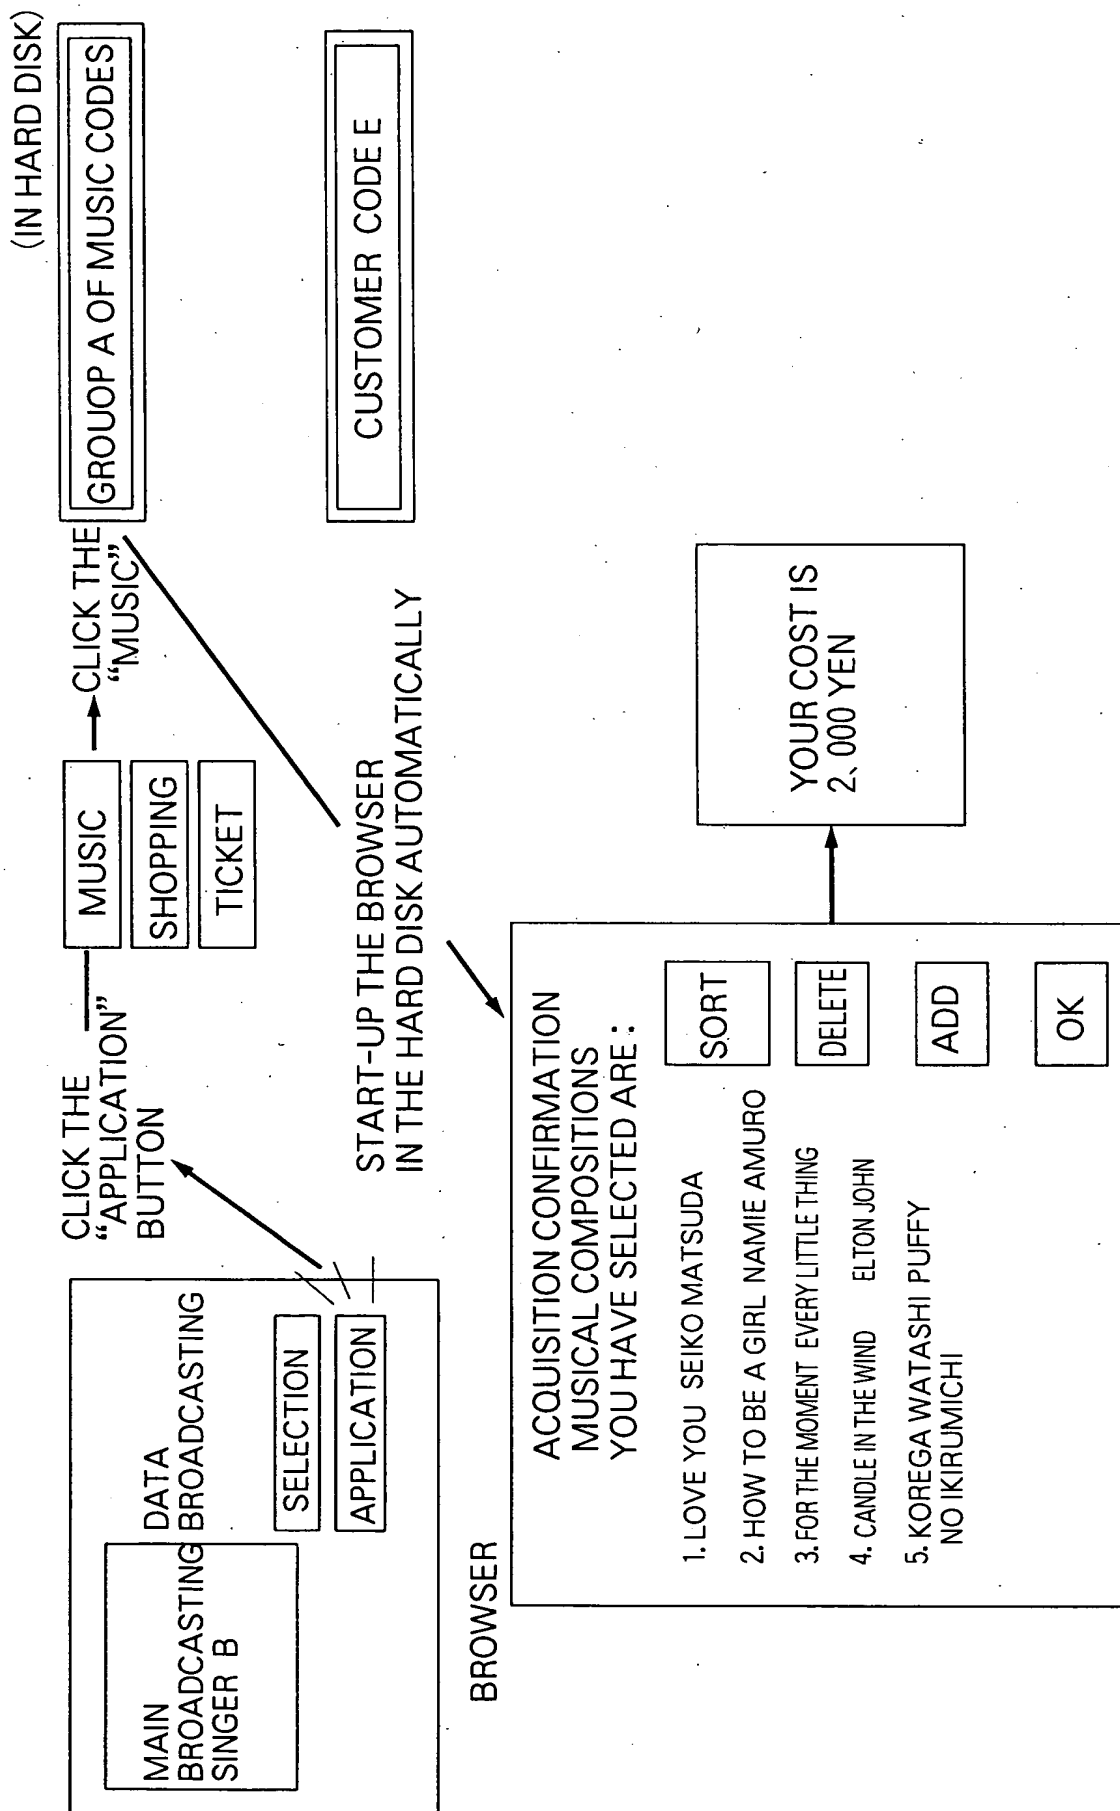 MAIN
BROADCASTING
SINGER B
DATA
BROADCASTING
SELECTION
APPLICATION
CLICK THE
“APPLICATION”
BUTTON
MUSIC
SHOPPING
TICKET
CLICK THE
“MUSIC”
(IN HARD DISK)
GROUOP A OF MUSIC CODES
CUSTOMER CODE E
START-UP THE BROWSER
IN THE HARD DISK AUTOMATICALLY
BROWSER
ACQUISITION CONFIRMATION
MUSICAL COMPOSITIONS
YOU HAVE SELECTED ARE :
1. LOVE YOU SEIKO MATSUDA
2. HOW TO BE A GIRL NAMIE AMURO
3. FOR THE MOMENT EVERY LITTLE THING
4. CANDLE IN THE WIND ELTON JOHN
5. KOREGA WATASHI PUFFY
NO IKIRUMICHI
SORT
DELETE
ADD
OK
YOUR COST IS
2、000 YEN